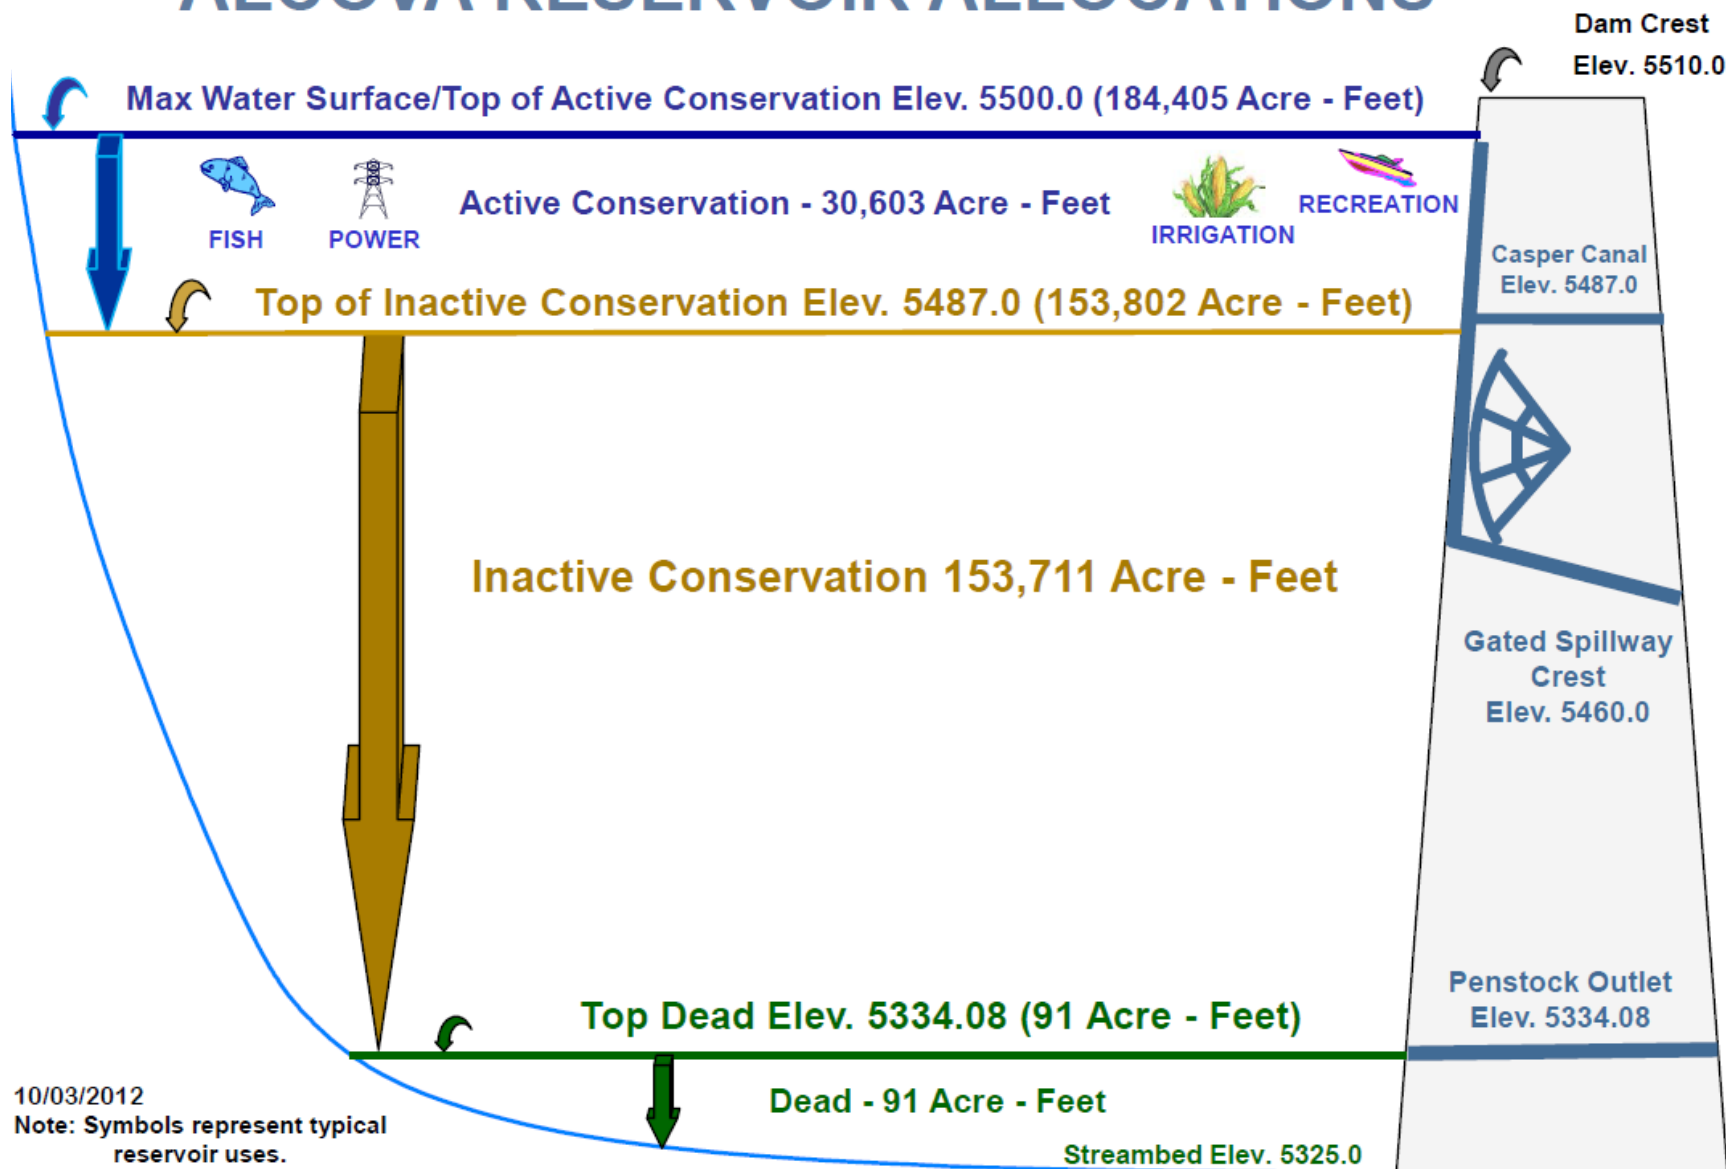 ALCOVA RESERVOIR ALLOCATIONS
Dam Crest
Elev. 5510.0
Max Water Surface/Top of Active Conservation Elev. 5500.0 (184,405 Acre - Feet)
FISH
POWER
Active Conservation - 30,603 Acre - Feet
IRRIGATION
RECREATION
Casper Canal
Elev. 5487.0
Top of Inactive Conservation Elev. 5487.0 (153,802 Acre - Feet)
Inactive Conservation 153,711 Acre - Feet
Gated Spillway
Crest
Elev. 5460.0
Penstock Outlet
Elev. 5334.08
Top Dead Elev. 5334.08 (91 Acre - Feet)
Dead - 91 Acre - Feet
Streambed Elev. 5325.0
10/03/2012
Note: Symbols represent typical
reservoir uses.